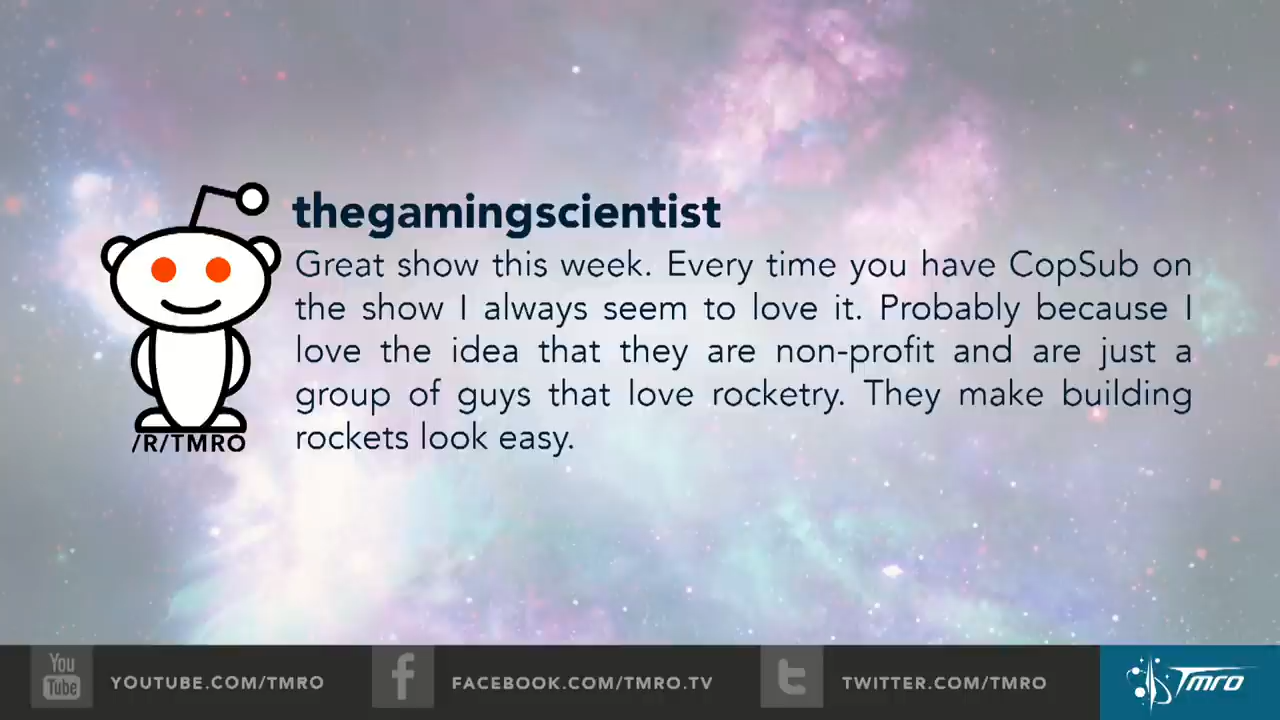 thegamingscientist
Great show this week. Every time you have CopSub on
the show I always seem to love it. Probably because I
love the idea that they are non-profit and are just a
group of guys that love rocketry. They make building
rockets look easy.
/R/TMRO
You
Tube
YOUTUBE.COM/TMRO
f
FACEBOOK.COM/TMRO.TV
t
TWITTER.COM/TMRO
Tmro